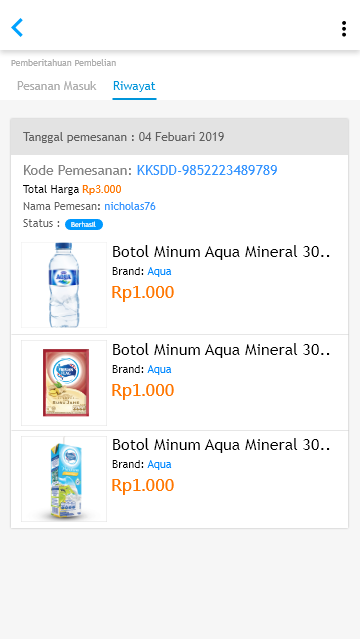 Pemberitahuan Pembelian
Pesanan Masuk Riwayat
Tanggal pemesanan : 04 Febuari 2019
Kode Pemesanan: KKSDD-9852223489789
Total Harga Rp3.000
Nama Pemesan: nicholas76
Status : Berhasil
AQUA
Botol Minum Aqua Mineral 30..
Brand: Aqua
Rp1.000
Botol Minum Aqua Mineral 30..
Brand: Aqua
Rp1.000
Botol Minum Aqua Mineral 30..
Brand: Aqua
Rp1.000